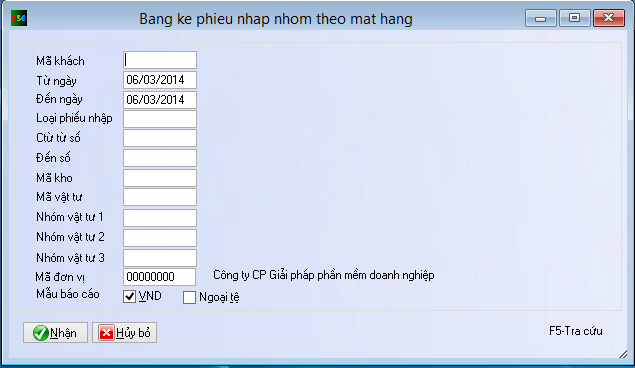 SSE Bang ke phieu nhap nhom theo mat hang
Mã khách
Từ ngày 06/03/2014
Đến ngày 06/03/2014
Loại phiếu nhập
Ctừ từ số
Đến số
Mã kho
Mã vật tư
Nhóm vật tư 1
Nhóm vật tư 2
Nhóm vật tư 3
Mã đơn vị 00000000 Công ty CP Giải pháp phần mềm doanh nghiệp
Mẫu báo cáo VND Ngoại tệ
Nhận Hủy bỏ F5-Tra cứu